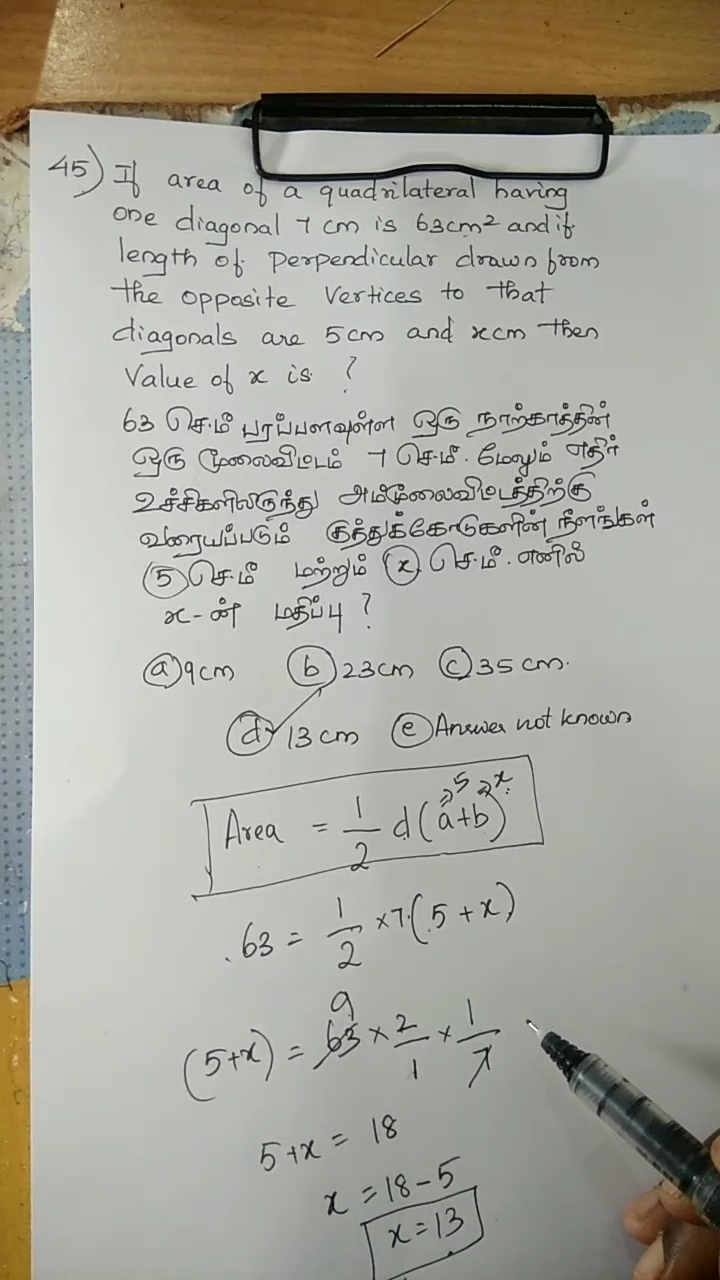 45) If area of a quadrilateral having
one diagonal 7 cm is 63cm² and if
length of perpendicular drawn from
the opposite vertices to that
diagonals are 5cm and xcm then
Value of x is ?
63 செ.மீ பரப்பளவுள்ள ஒரு நாற்கரத்தின்
ஒரு மூலைவிட்டம் 7 செ.மீ. மேலும் எதிர்
உச்சிகளிலிருந்து அம்மூலைவிட்டத்திற்கு
வரையப்படும் குத்துக்கோடுகளின் நீளங்கள்
5 செ.மீ மற்றும் x செ.மீ. எனில்
x-ன் மதிப்பு ?
a 9cm b 23cm c 35 cm.
d 13 cm e Answer not known
5 x
Area = 1/2 d(a+b)
63 = 1/2 ×7(5+x)
9
(5+x) = 63 × 2/1 × 1/7
5+x = 18
x = 18-5
x=13